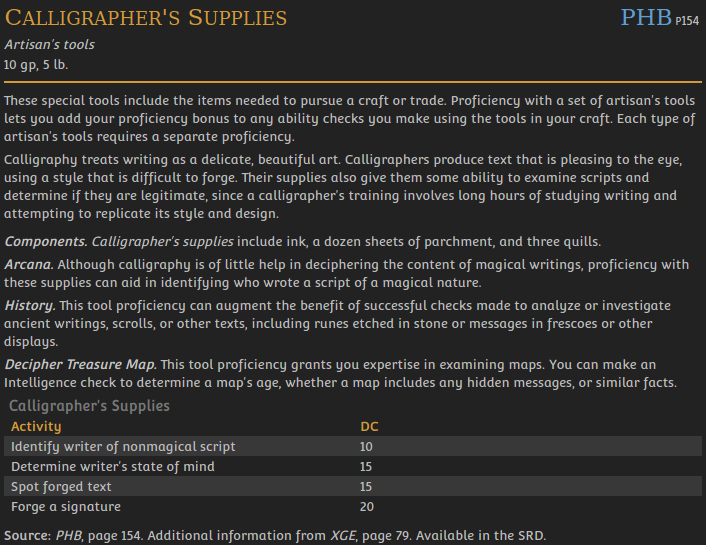 Calligrapher's Supplies PHB P154
Artisan's tools
10 gp, 5 lb.
These special tools include the items needed to pursue a craft or trade. Proficiency with a set of artisan's tools
lets you add your proficiency bonus to any ability checks you make using the tools in your craft. Each type of
artisan's tools requires a separate proficiency.
Calligraphy treats writing as a delicate, beautiful art. Calligraphers produce text that is pleasing to the eye,
using a style that is difficult to forge. Their supplies also give them some ability to examine scripts and
determine if they are legitimate, since a calligrapher's training involves long hours of studying writing and
attempting to replicate its style and design.
Components. Calligrapher's supplies include ink, a dozen sheets of parchment, and three quills.
Arcana. Although calligraphy is of little help in deciphering the content of magical writings, proficiency with
these supplies can aid in identifying who wrote a script of a magical nature.
History. This tool proficiency can augment the benefit of successful checks made to analyze or investigate
ancient writings, scrolls, or other texts, including runes etched in stone or messages in frescoes or other
displays.
Decipher Treasure Map. This tool proficiency grants you expertise in examining maps. You can make an
Intelligence check to determine a map's age, whether a map includes any hidden messages, or similar facts.
Calligrapher's Supplies
Activity DC
Identify writer of nonmagical script 10
Determine writer's state of mind 15
Spot forged text 15
Forge a signature 20
Source: PHB, page 154. Additional information from XGE, page 79. Available in the SRD.